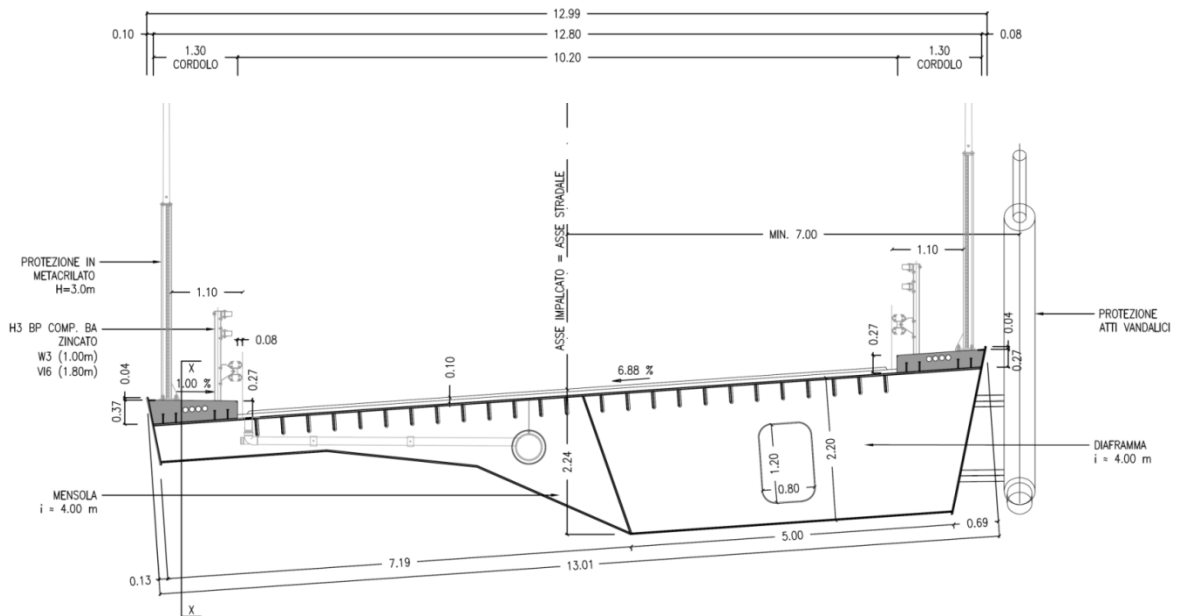 12.99
0.10
12.80
0.08
1.30
CORDOLO
10.20
1.30
CORDOLO
ASSE IMPALCATO = ASSE STRADALE
MIN. 7.00
PROTEZIONE IN
METACRILATO
H=3.0m
1.10
1.10
H3 BP COMP. BA
ZINCATO
W3 (1.00m)
VI6 (1.80m)
PROTEZIONE
ATTI VANDALICI
0.08
0.04
0.27
0.27
X
1.00 %
0.04
0.37
0.27
0.10
6.88 %
2.24
1.20
0.80
2.20
DIAFRAMMA
i = 4.00 m
MENSOLA
i = 4.00 m
0.69
5.00
7.19
13.01
0.13
X